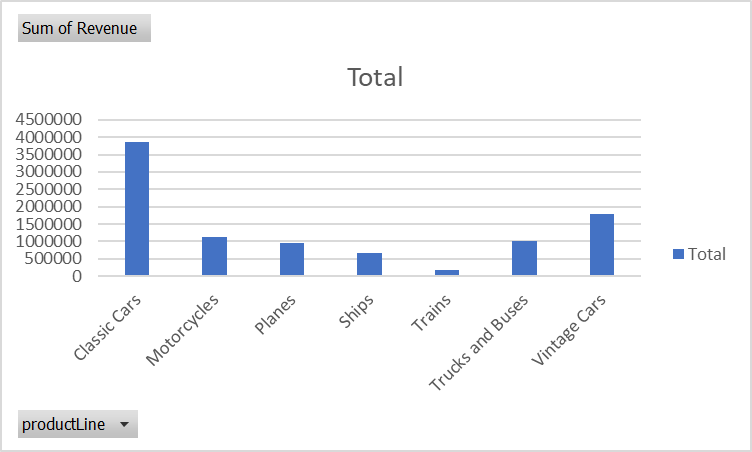 Sum of Revenue
Total
4500000
4000000
3500000
3000000
2500000
2000000
1500000
1000000
500000
0
Classic Cars
Motorcycles
Planes
Ships
Trains
Trucks and Buses
Vintage Cars
Total
productLine